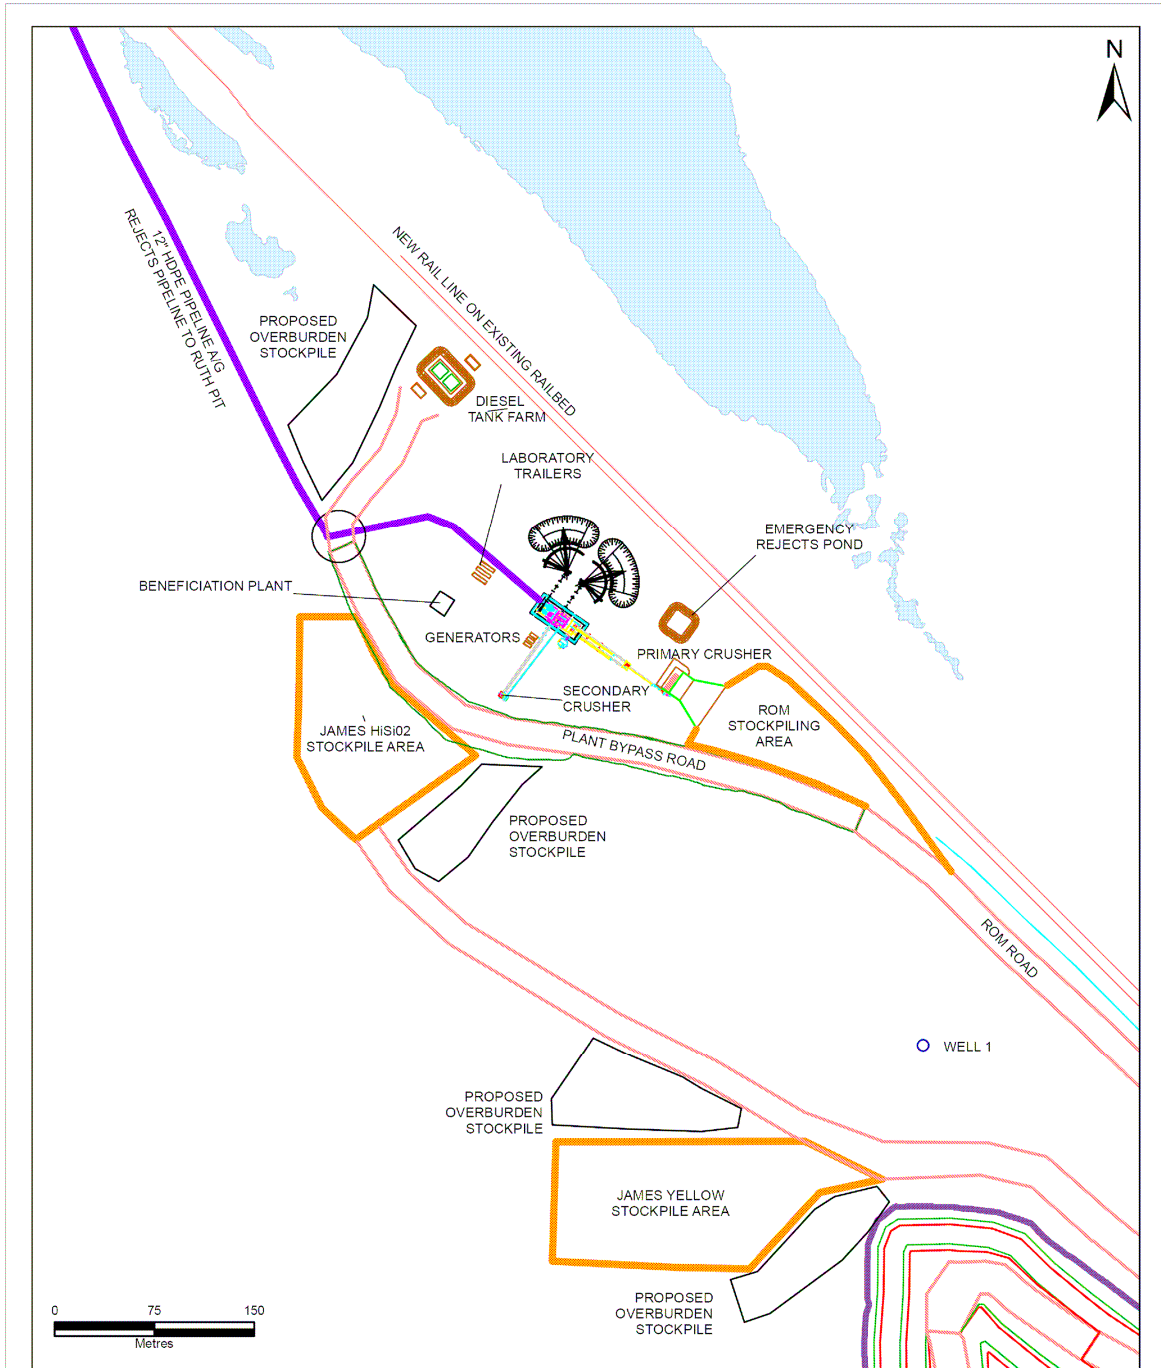 N
NEW RAIL LINE ON EXISTING RAILBED
12" HDPE PIPELINE A/G
REJECTS PIPELINE TO RUTH PIT
PROPOSED
OVERBURDEN
STOCKPILE
DIESEL
TANK FARM
LABORATORY
TRAILERS
EMERGENCY
REJECTS POND
BENEFICIATION PLANT
GENERATORS
PRIMARY CRUSHER
SECONDARY
CRUSHER
ROM
STOCKPILING
AREA
JAMES HiSi02
STOCKPILE AREA
PLANT BYPASS ROAD
PROPOSED
OVERBURDEN
STOCKPILE
ROM ROAD
WELL 1
PROPOSED
OVERBURDEN
STOCKPILE
JAMES YELLOW
STOCKPILE AREA
PROPOSED
OVERBURDEN
STOCKPILE
0 75 150
Metres